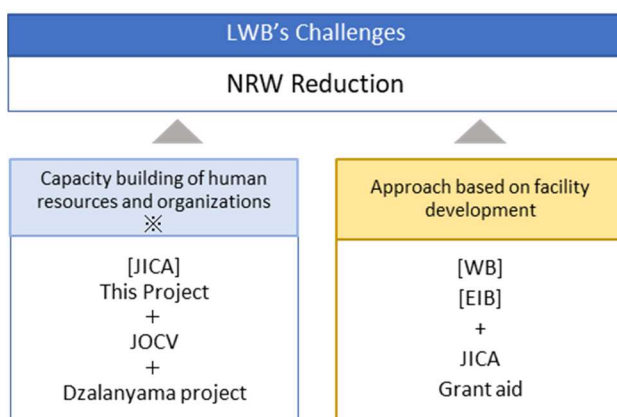 LWB's Challenges
NRW Reduction
Capacity building of human
resources and organizations
※
[JICA]
This Project
+
JOCV
+
Dzalanyama project
Approach based on facility
development
[WB]
[EIB]
+
JICA
Grant aid